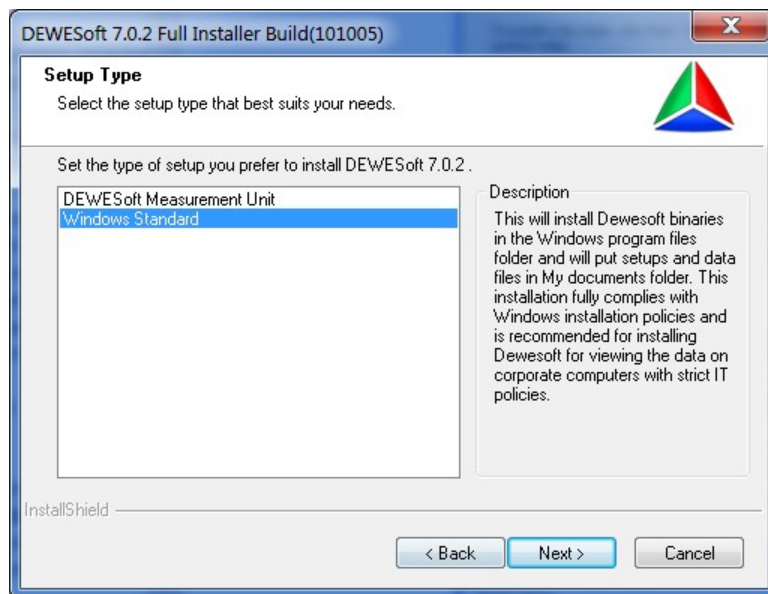 DEWESoft 7.0.2 Full Installer Build(101005)
Setup Type
Select the setup type that best suits your needs.
Set the type of setup you prefer to install DEWESoft 7.0.2 .
DEWESoft Measurement Unit
Windows Standard
Description
This will install Dewesoft binaries
in the Windows program files
folder and will put setups and data
files in My documents folder. This
installation fully complies with
Windows installation policies and
is recommended for installing
Dewesoft for viewing the data on
corporate computers with strict IT
policies.
InstallShield
< Back
Next >
Cancel